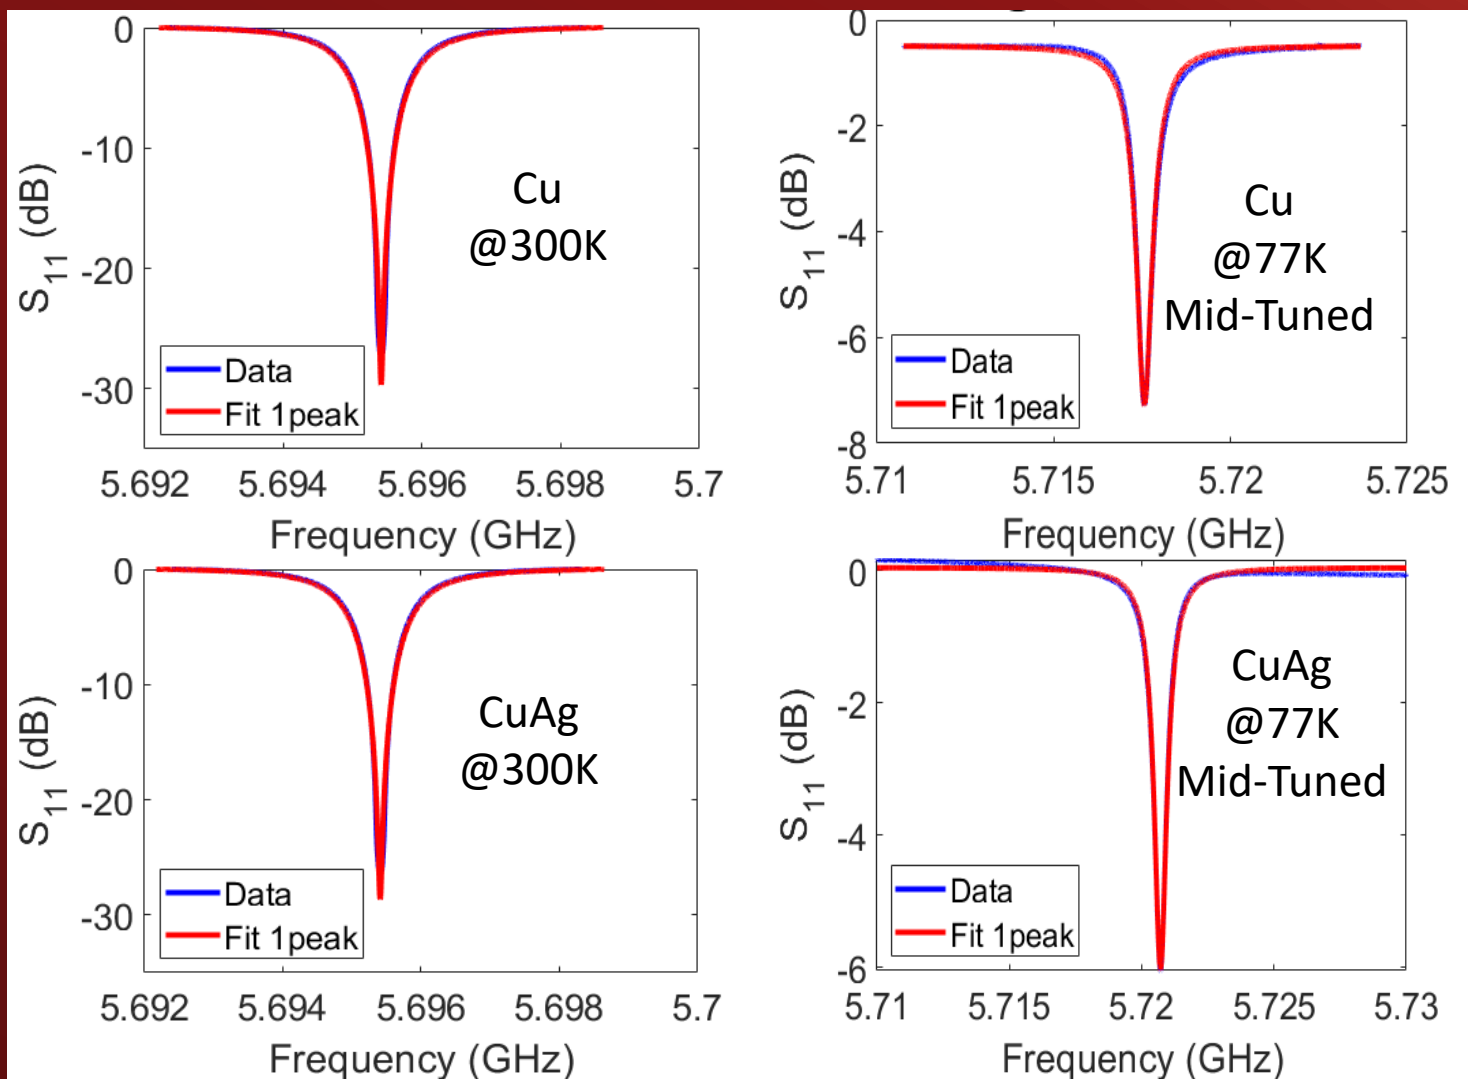 0
-10
-20
-30
S11 (dB)
Cu
@300K
Data
Fit 1peak
5.692
5.694
5.696
5.698
5.7
Frequency (GHz)
0
-2
-4
-6
-8
S11 (dB)
Cu
@77K
Mid-Tuned
Data
Fit 1peak
5.71
5.715
5.72
5.725
Frequency (GHz)
0
-10
-20
-30
S11 (dB)
CuAg
@300K
Data
Fit 1peak
5.692
5.694
5.696
5.698
5.7
Frequency (GHz)
0
-2
-4
-6
S11 (dB)
CuAg
@77K
Mid-Tuned
Data
Fit 1peak
5.71
5.715
5.72
5.725
5.73
Frequency (GHz)